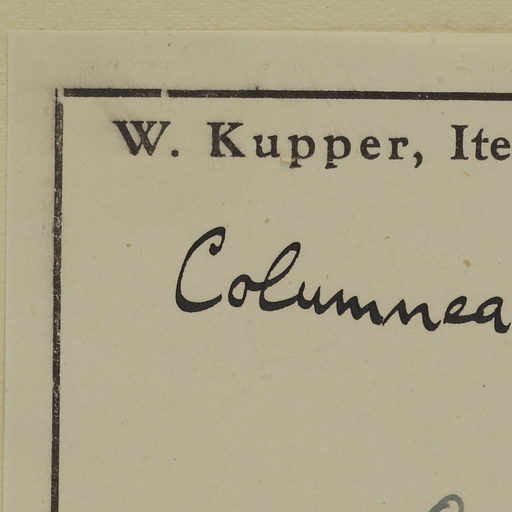 W. Kupper, Ite
Columnea